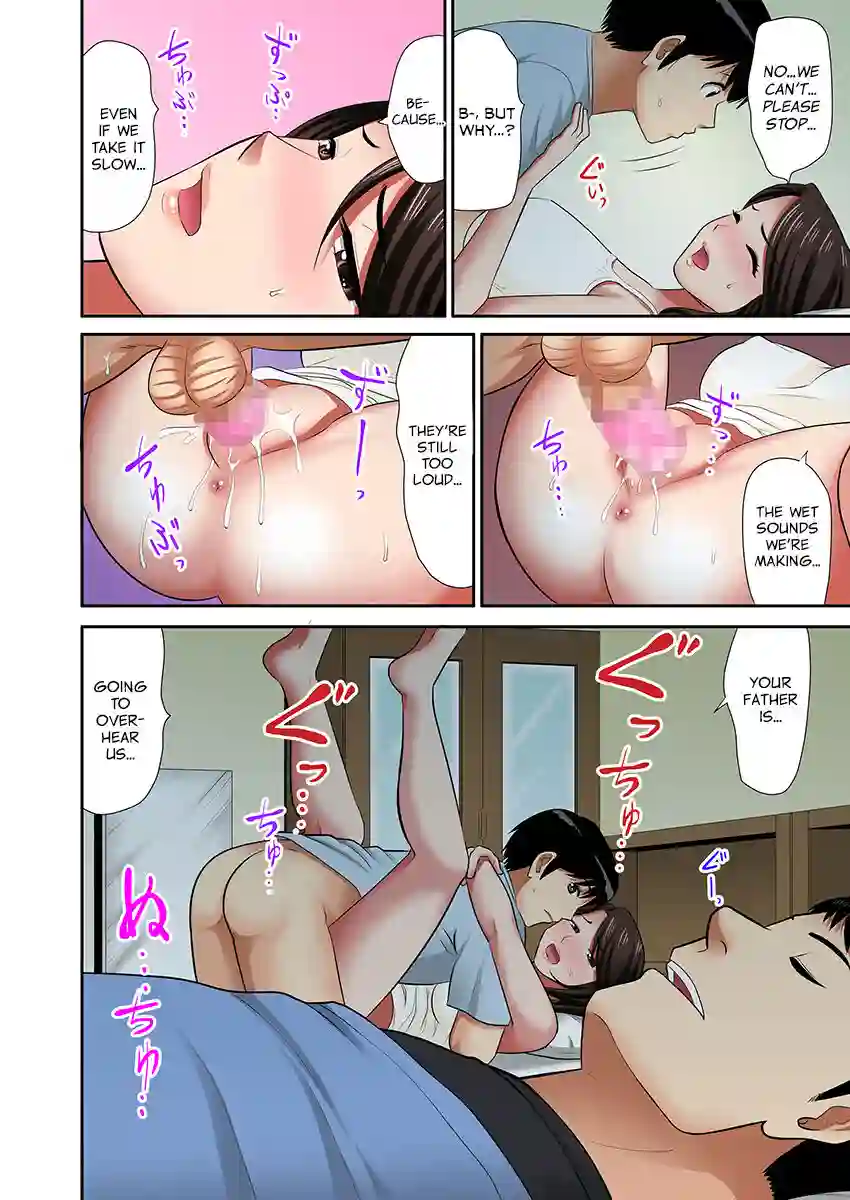 NO...WE
CAN'T...
PLEASE
STOP...
B-, BUT
WHY...?
ぐいっ
BE-
CAUSE...
EVEN
IF WE
TAKE IT
SLOW...
ずっぷ゜
ちゅぷっ
THE WET
SOUNDS
WE'RE
MAKING...
ちゅ…
THEY'RE
STILL
TOO
LOUD...
ずーっ
ちゅぶっ
YOUR
FATHER
IS...
GOING
TO
OVER-
HEAR
US...
ぐっちゅ…
ぐっ…
ちゅ…
ぐーっ
ぬ…ちゅ…